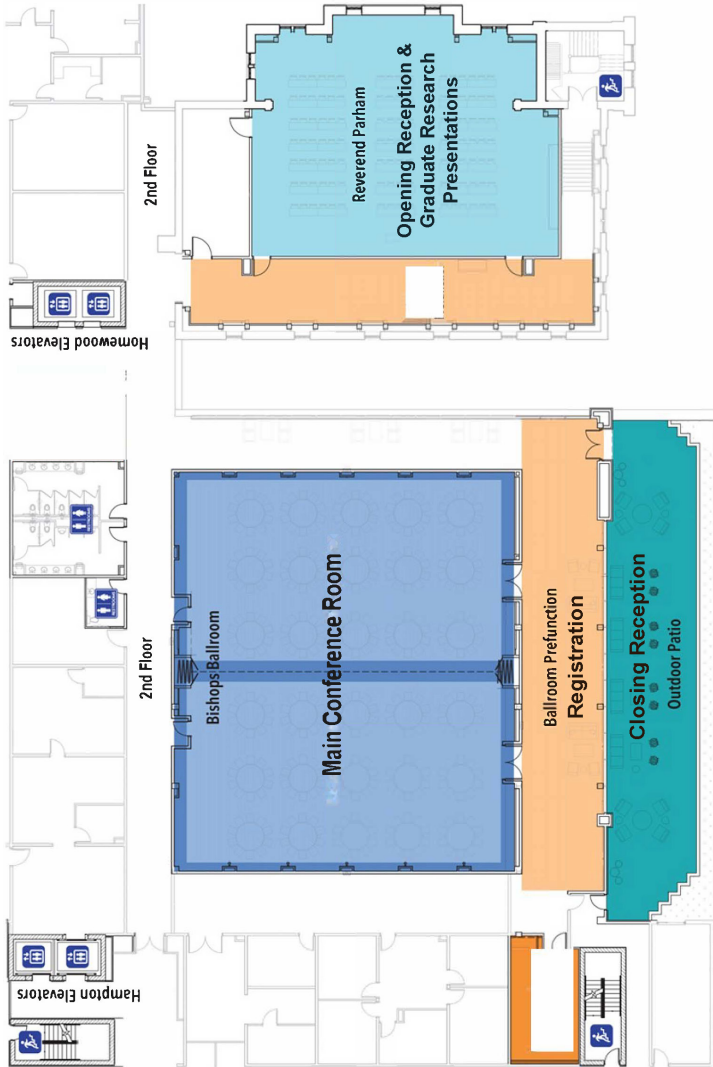 2nd Floor
Reverend Parham
Opening Reception &
Graduate Research
Presentations
Homewood Elevators
2nd Floor
Bishops Ballroom
Main Conference Room
Ballroom Prefunction
Registration
Closing Reception
Outdoor Patio
Hampton Elevators